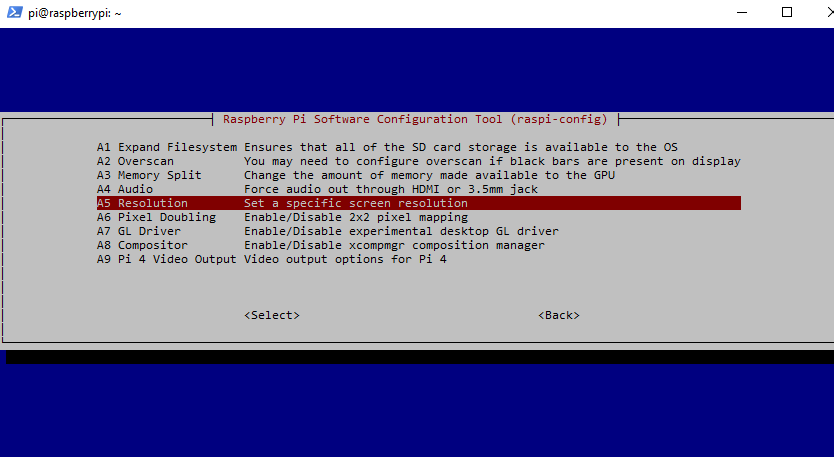 pi@raspberrypi: ~
Raspberry Pi Software Configuration Tool (raspi-config)
A1 Expand Filesystem Ensures that all of the SD card storage is available to the OS
A2 Overscan You may need to configure overscan if black bars are present on display
A3 Memory Split Change the amount of memory made available to the GPU
A4 Audio Force audio out through HDMI or 3.5mm jack
A5 Resolution Set a specific screen resolution
A6 Pixel Doubling Enable/Disable 2x2 pixel mapping
A7 GL Driver Enable/Disable experimental desktop GL driver
A8 Compositor Enable/Disable xcompmgr composition manager
A9 Pi 4 Video Output Video output options for Pi 4
<Select> <Back>